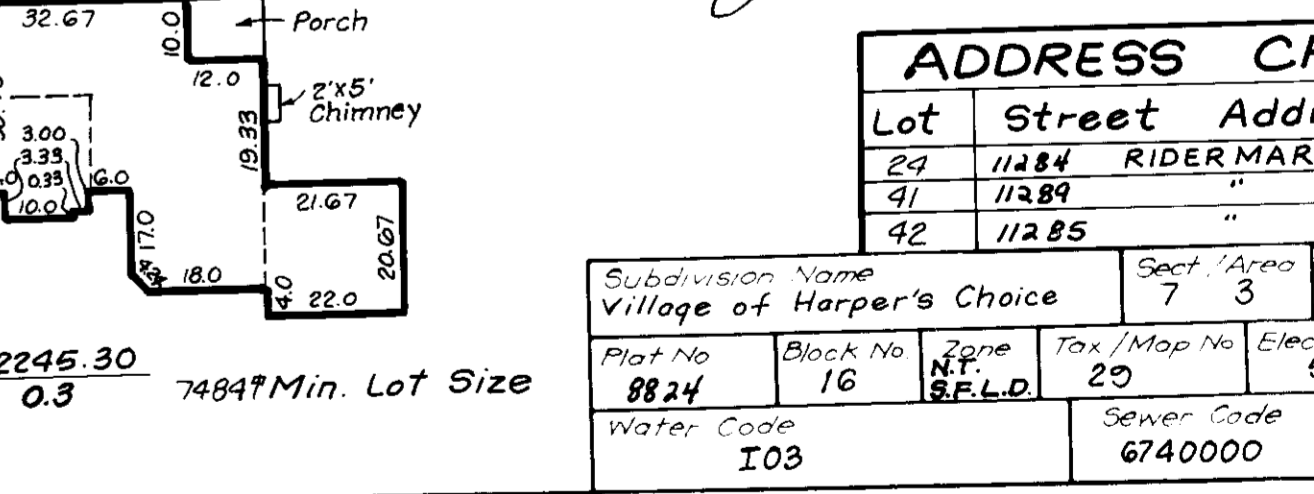 32.67
10.0
Porch
12.0
2'x5'
Chimney
19.33
3.00
3.33
0.33
6.0
10.0
17.0
4.24
18.0
4.0
22.0
21.67
20.67
2245.30
0.3
7484 Min. Lot Size
ADDRESS
Lot Street
24 11284 RIDER
41 11289 "
42 11285 "
Subdivision Name
Village of Harper's Choice
Sect./Area
7 3
Plat No
8824
Block No.
16
Zone
N.T.
S.F.L.D.
Tax/Map No
29
Water Code
I03
Sewer Code
6740000